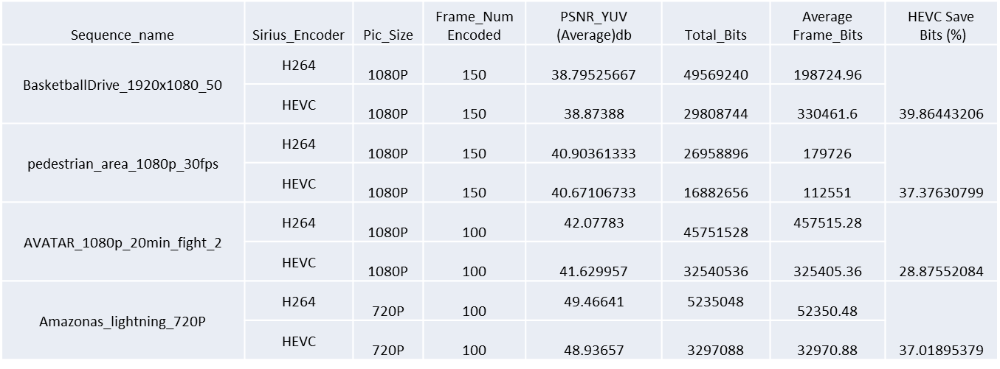 Sequence_name Sirius_Encoder Pic_Size Frame_Num Encoded PSNR_YUV (Average)db Total_Bits Average Frame_Bits HEVC Save Bits (%)
BasketballDrive_1920x1080_50 H264 1080P 150 38.79525667 49569240 198724.96
HEVC 1080P 150 38.87388 29808744 330461.6 39.86443206
pedestrian_area_1080p_30fps H264 1080P 150 40.90361333 26958896 179726
HEVC 1080P 150 40.67106733 16882656 112551 37.37630799
AVATAR_1080p_20min_fight_2 H264 1080P 100 42.07783 45751528 457515.28
HEVC 1080P 100 41.629957 32540536 325405.36 28.87552084
Amazonas_lightning_720P H264 720P 100 49.46641 5235048 52350.48
HEVC 720P 100 48.93657 3297088 32970.88 37.01895379